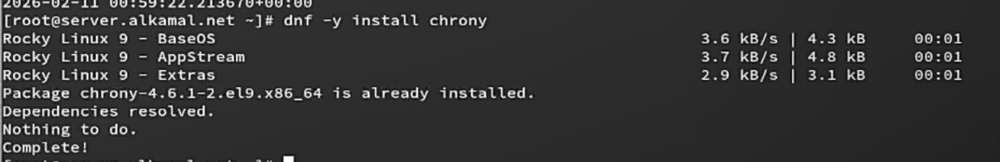 2026-02-11 00:59:22.213670+00:00
[root@server.alkamal.net ~]# dnf -y install chrony
Rocky Linux 9 - BaseOS 3.6 kB/s | 4.3 kB 00:01
Rocky Linux 9 - AppStream 3.7 kB/s | 4.8 kB 00:01
Rocky Linux 9 - Extras 2.9 kB/s | 3.1 kB 00:01
Package chrony-4.6.1-2.el9.x86_64 is already installed.
Dependencies resolved.
Nothing to do.
Complete!